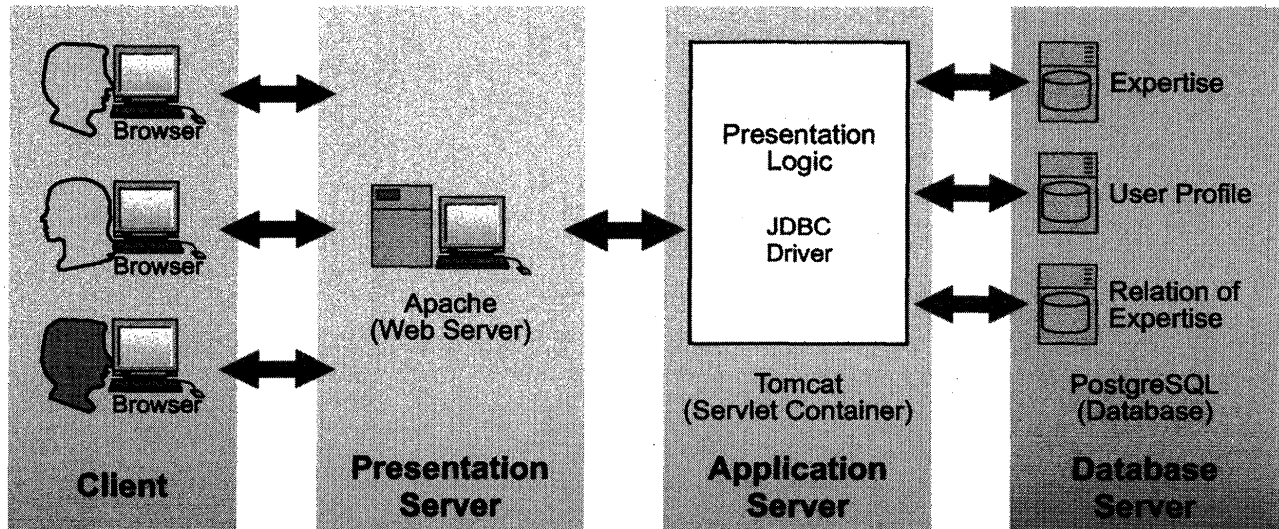 Browser
Browser
Browser
Client
Apache
(Web Server)
Presentation
Server
Presentation
Logic
JDBC
Driver
Tomcat
(Servlet Container)
Application
Server
Expertise
User Profile
Relation of
Expertise
PostgreSQL
(Database)
Database
Server